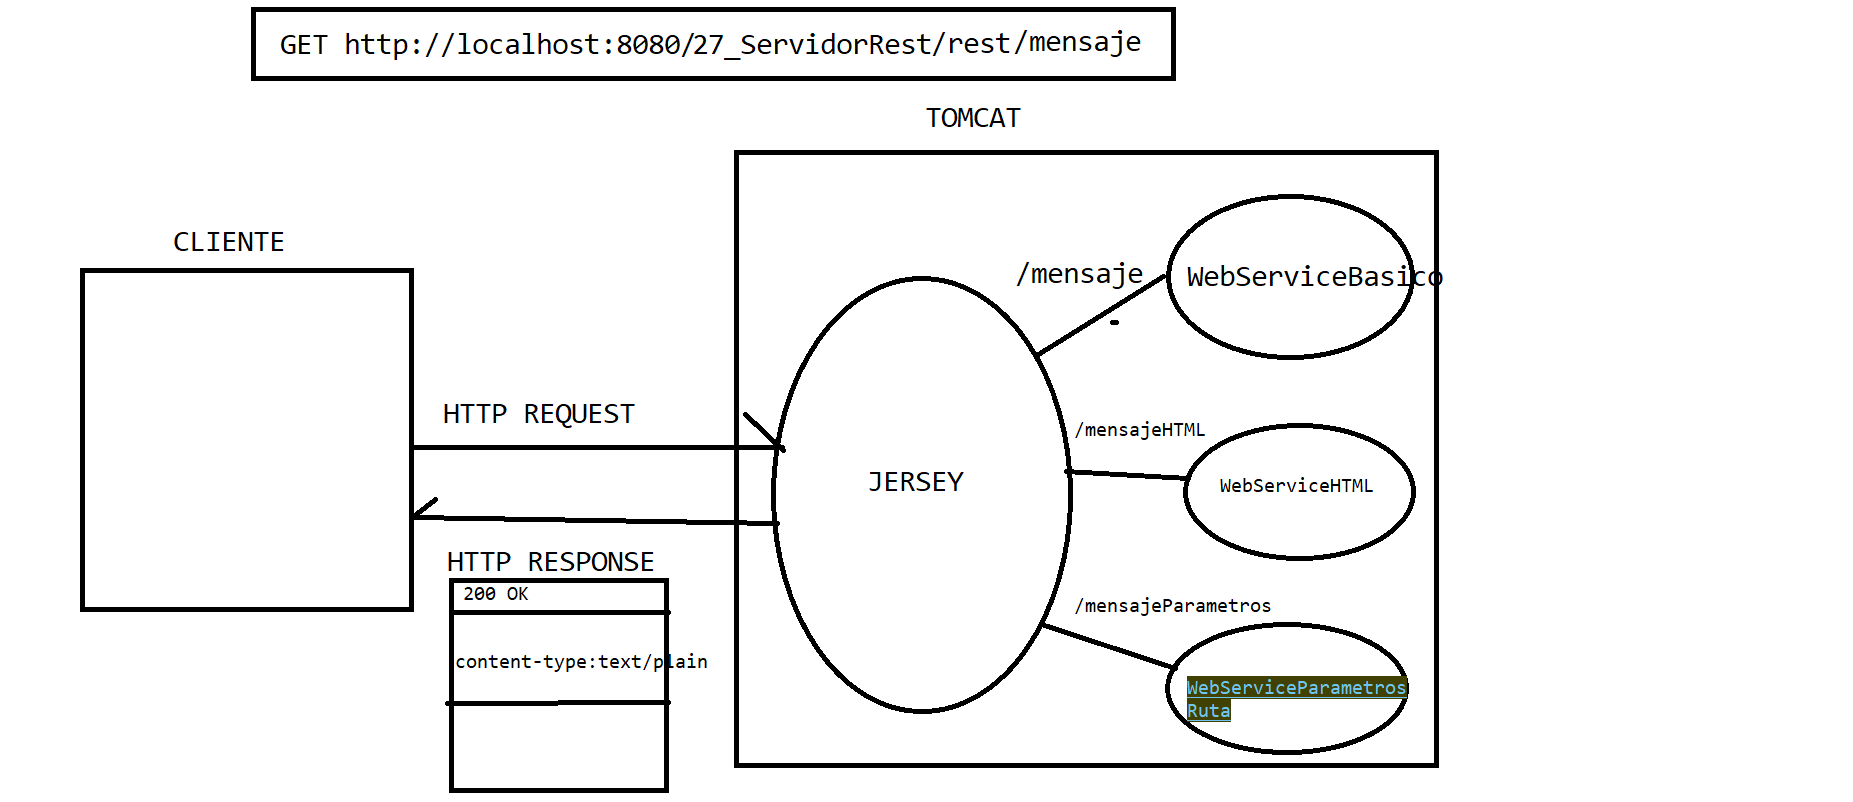 GET http://localhost:8080/27_ServidorRest/rest/mensaje
TOMCAT
CLIENTE
/mensaje
WebServiceBasico
HTTP REQUEST
/mensajeHTML
JERSEY
WebServiceHTML
HTTP RESPONSE
200 OK
/mensajeParametros
content-type:text/plain
WebServiceParametros
Ruta